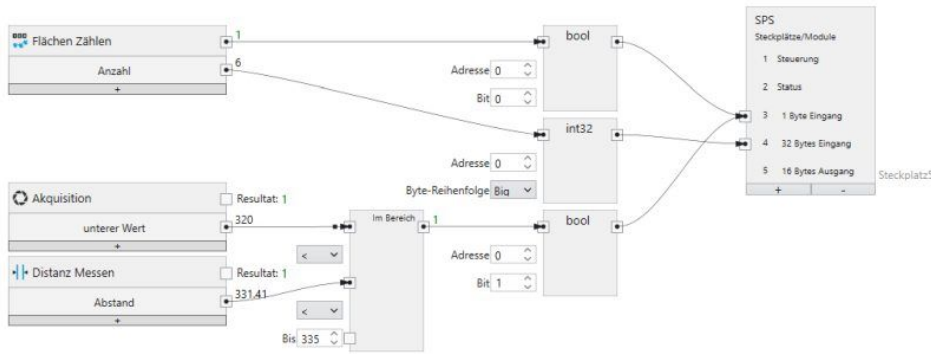 Flächen Zählen
1
Anzahl
6
+
bool
Adresse 0
Bit 0
int32
Adresse 0
Byte-Reihenfolge Big
SPS
Steckplätze/Module
1 Steuerung
2 Status
3 1 Byte Eingang
4 32 Bytes Eingang
5 16 Bytes Ausgang
+ -
Steckplatz5
Akquisition
Resultat: 1
unterer Wert
320
+
Distanz Messen
Resultat: 1
Abstand
331.41
+
Im Bereich
1
<
<
Bis 335
bool
Adresse 0
Bit 1